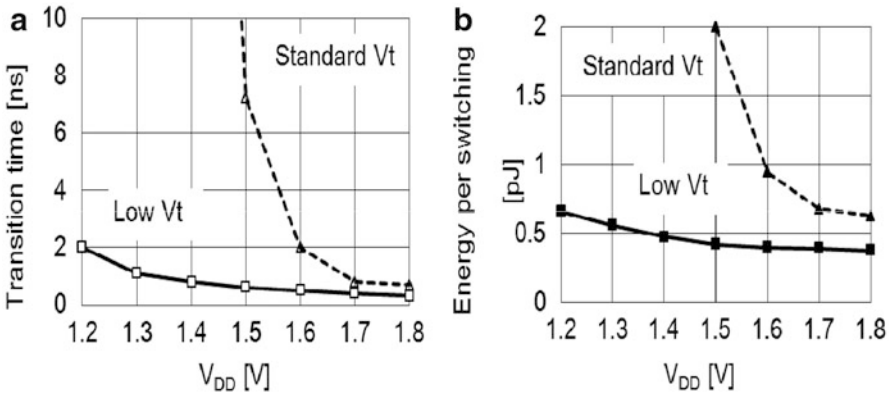 a
Transition time [ns]
10
8
6
4
2
0
Standard Vt
Low Vt
1.2 1.3 1.4 1.5 1.6 1.7 1.8
V_DD [V]
b
Energy per switching
[pJ]
2
1.5
1
0.5
0
Standard Vt
Low Vt
1.2 1.3 1.4 1.5 1.6 1.7 1.8
V_DD [V]